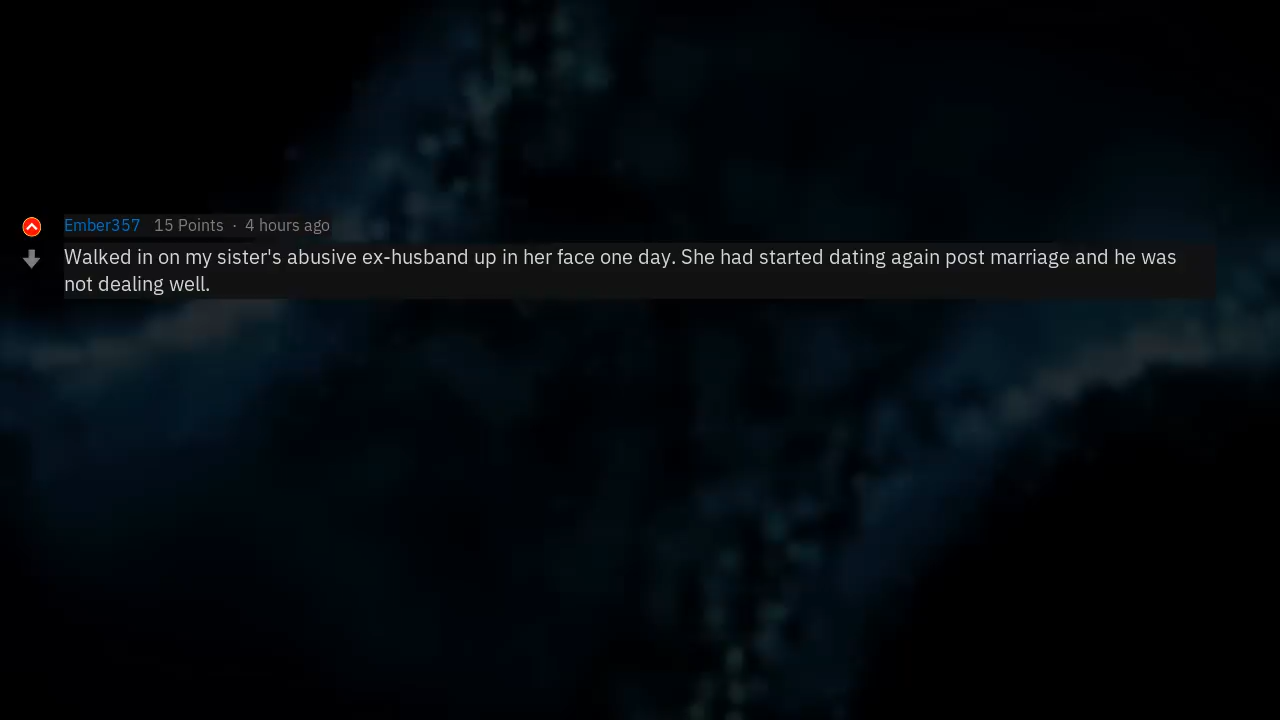 Ember357 15 Points · 4 hours ago
Walked in on my sister's abusive ex-husband up in her face one day. She had started dating again post marriage and he was
not dealing well.